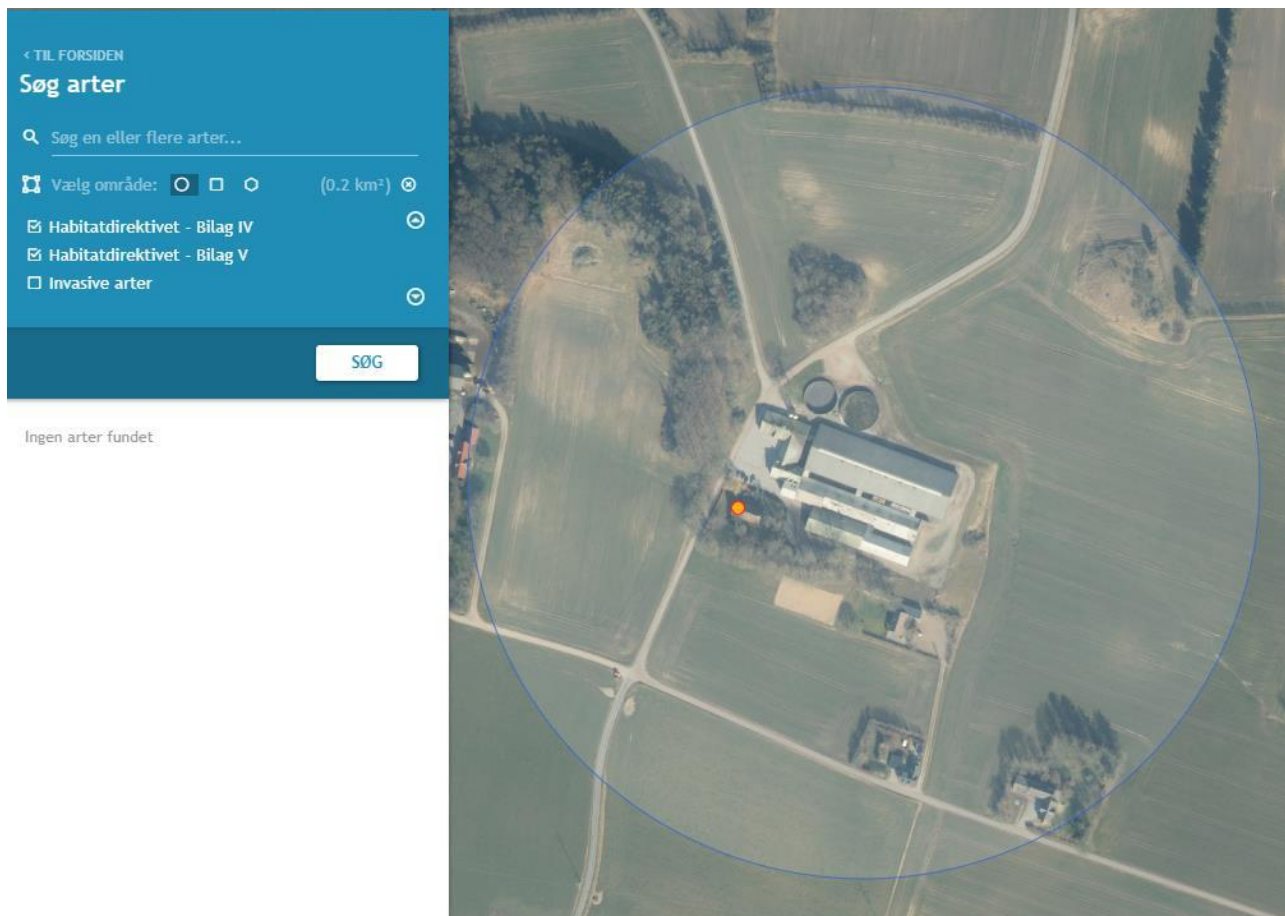 < TIL FORSIDEN
Søg arter
Søg en eller flere arter...
Vælg område: (0.2 km²)
Habitatdirektivet - Bilag IV
Habitatdirektivet - Bilag V
Invasive arter
SØG
Ingen arter fundet